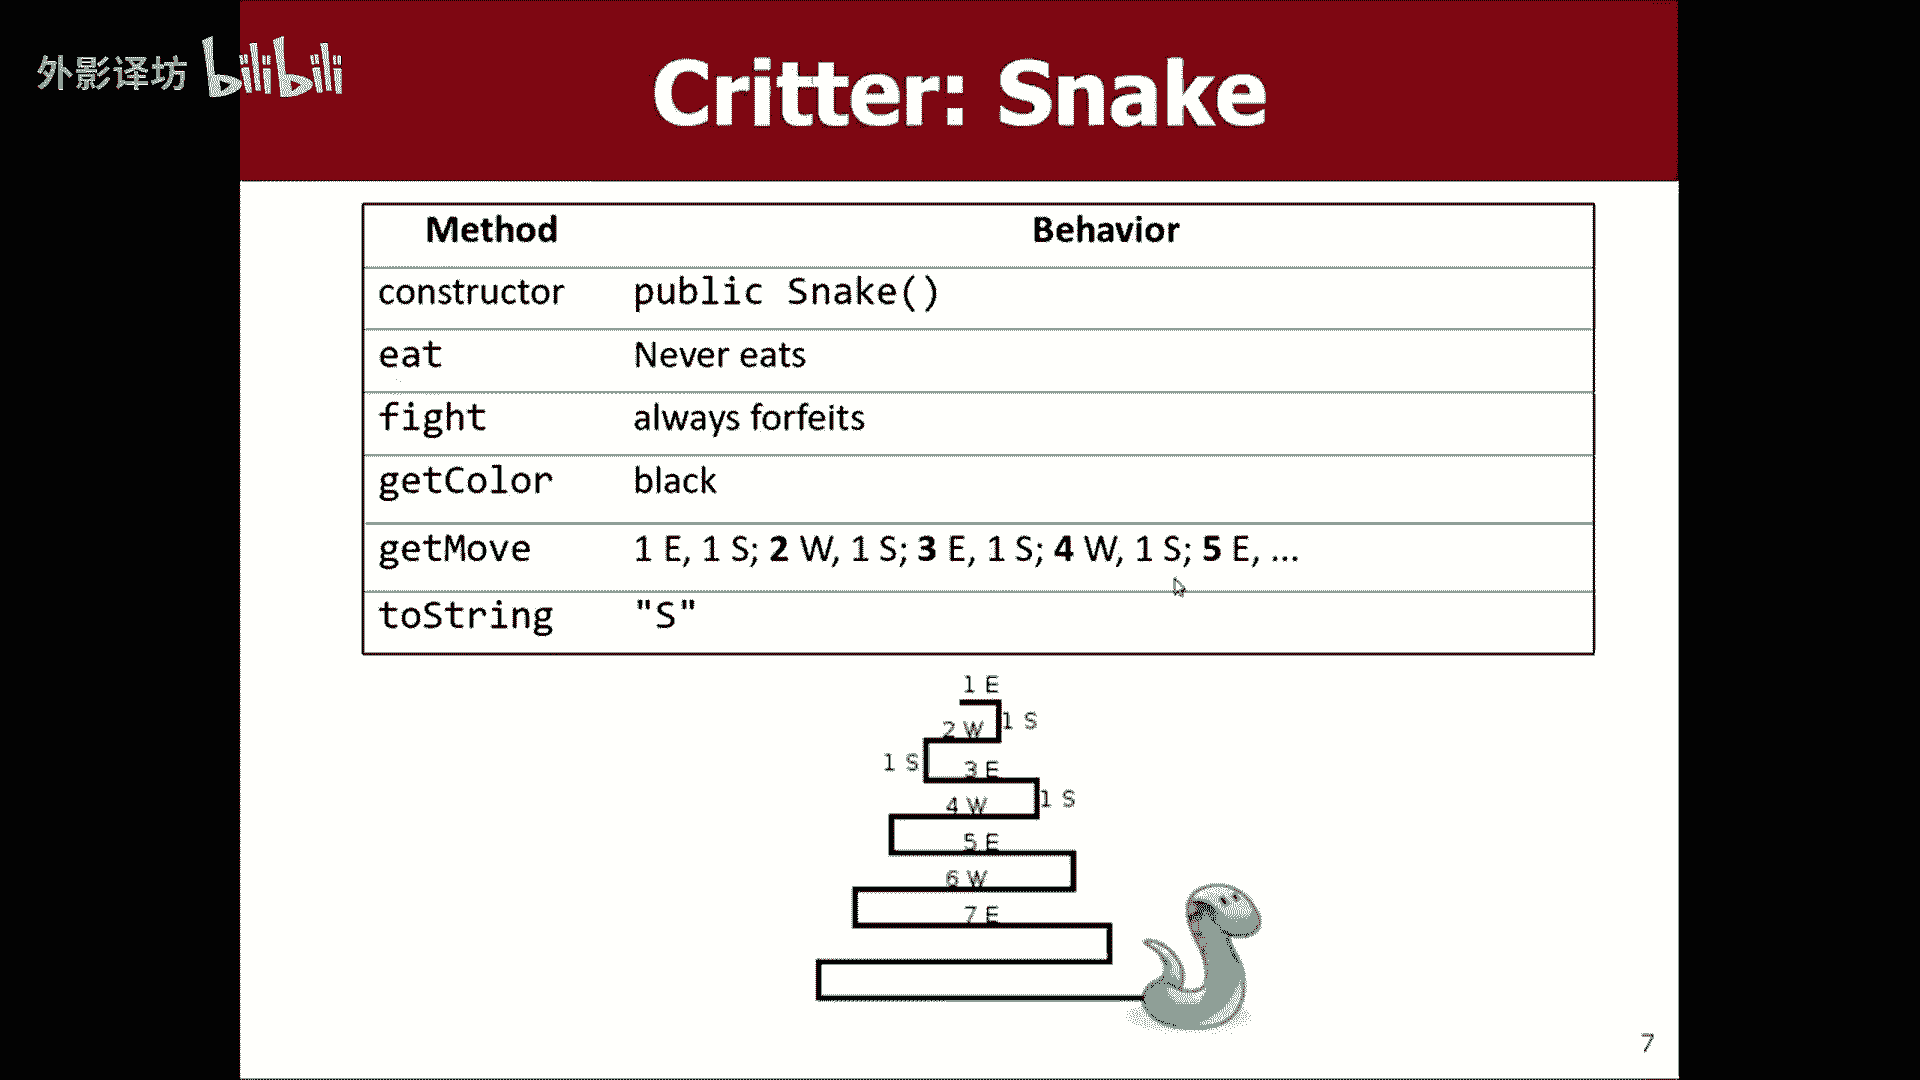 外影译坊 bilibili
Critter: Snake
Method Behavior
constructor public Snake()
eat Never eats
fight always forfeits
getColor black
getMove 1 E, 1 S; 2 W, 1 S; 3 E, 1 S; 4 W, 1 S; 5 E, ...
toString "S"
1 E
1 S
2 W
1 S
3 E
1 S
4 W
5 E
6 W
7 E
7